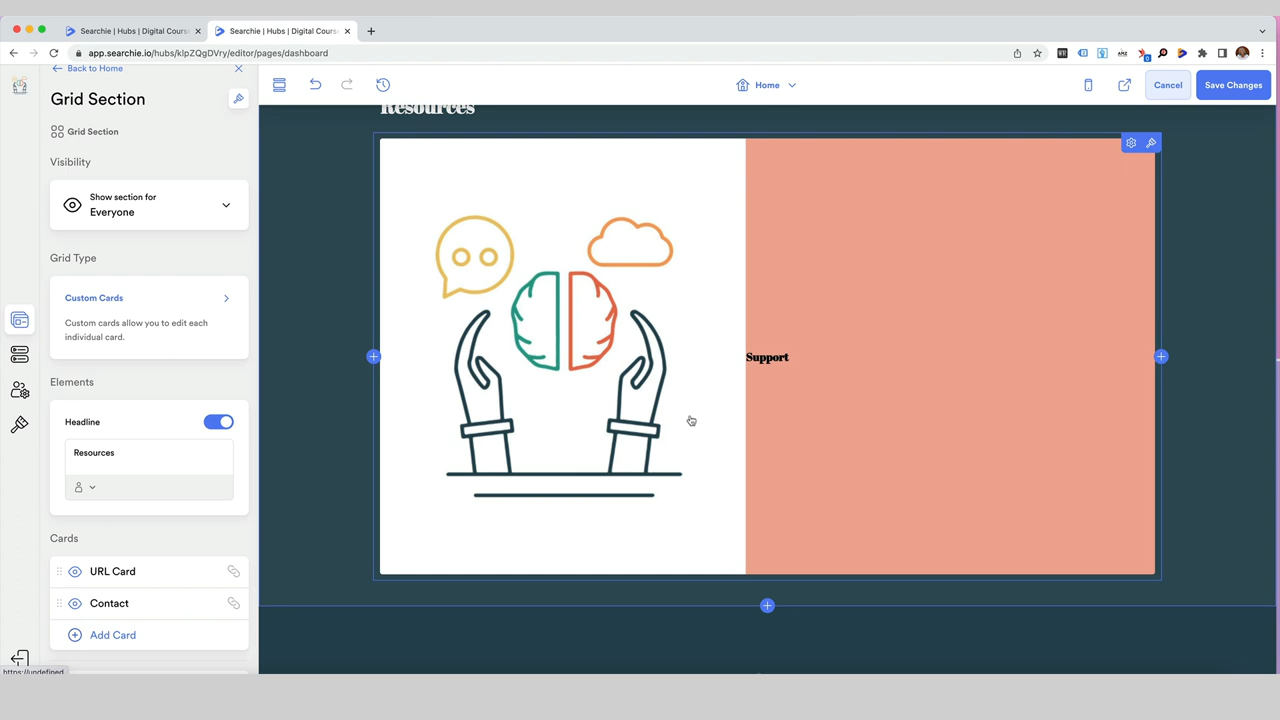 Searchie | Hubs | Digital Cours
Searchie | Hubs | Digital Cours
app.searchie.io/hubs/klpZQgDVry/editor/pages/dashboard
Back to Home
Home
Cancel
Save Changes
Grid Section
Grid Section
Visibility
Show section for
Everyone
Grid Type
Custom Cards
Custom cards allow you to edit each
individual card.
Elements
Headline
Resources
Cards
URL Card
Contact
Add Card
https://undefined
Resources
Support